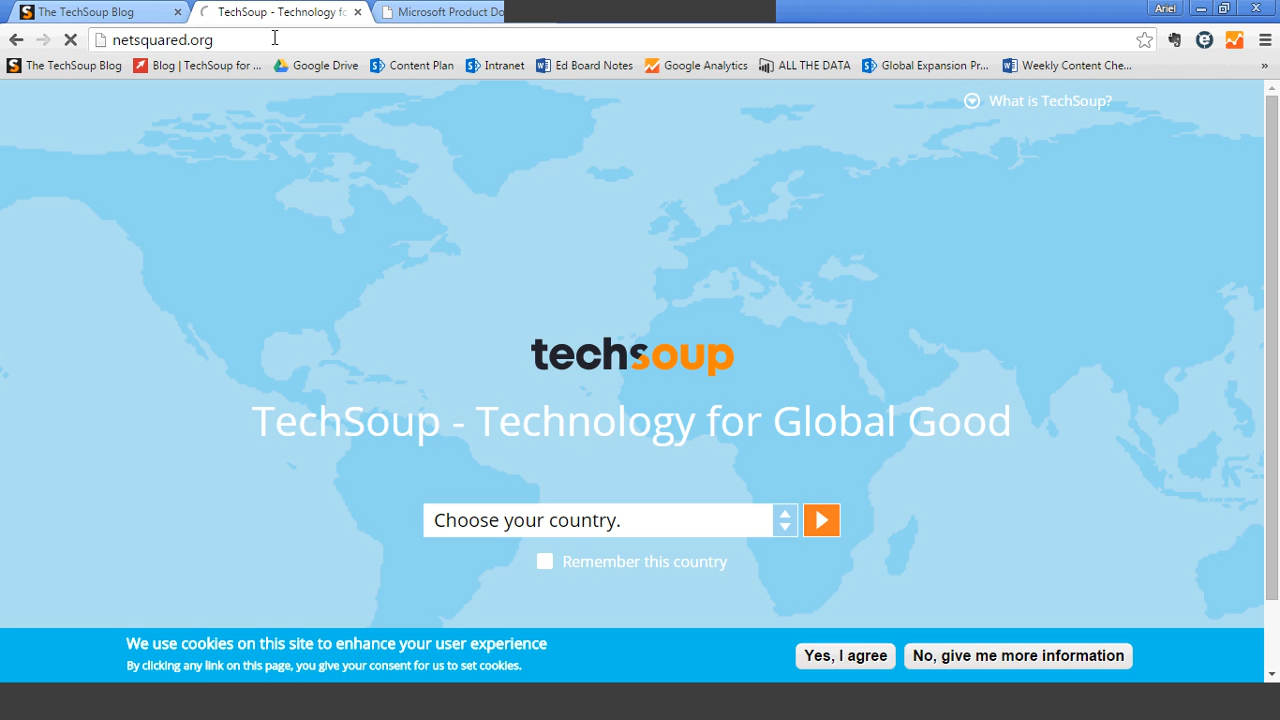 The TechSoup Blog
TechSoup - Technology fo
Microsoft Product Do
Ariel
netsquared.org
The TechSoup Blog
Blog | TechSoup for ...
Google Drive
Content Plan
Intranet
Ed Board Notes
Google Analytics
ALL THE DATA
Global Expansion Pr...
Weekly Content Che...
»
What is TechSoup?
techsoup
TechSoup - Technology for Global Good
Choose your country.
Remember this country
We use cookies on this site to enhance your user experience
By clicking any link on this page, you give your consent for us to set cookies.
Yes, I agree
No, give me more information